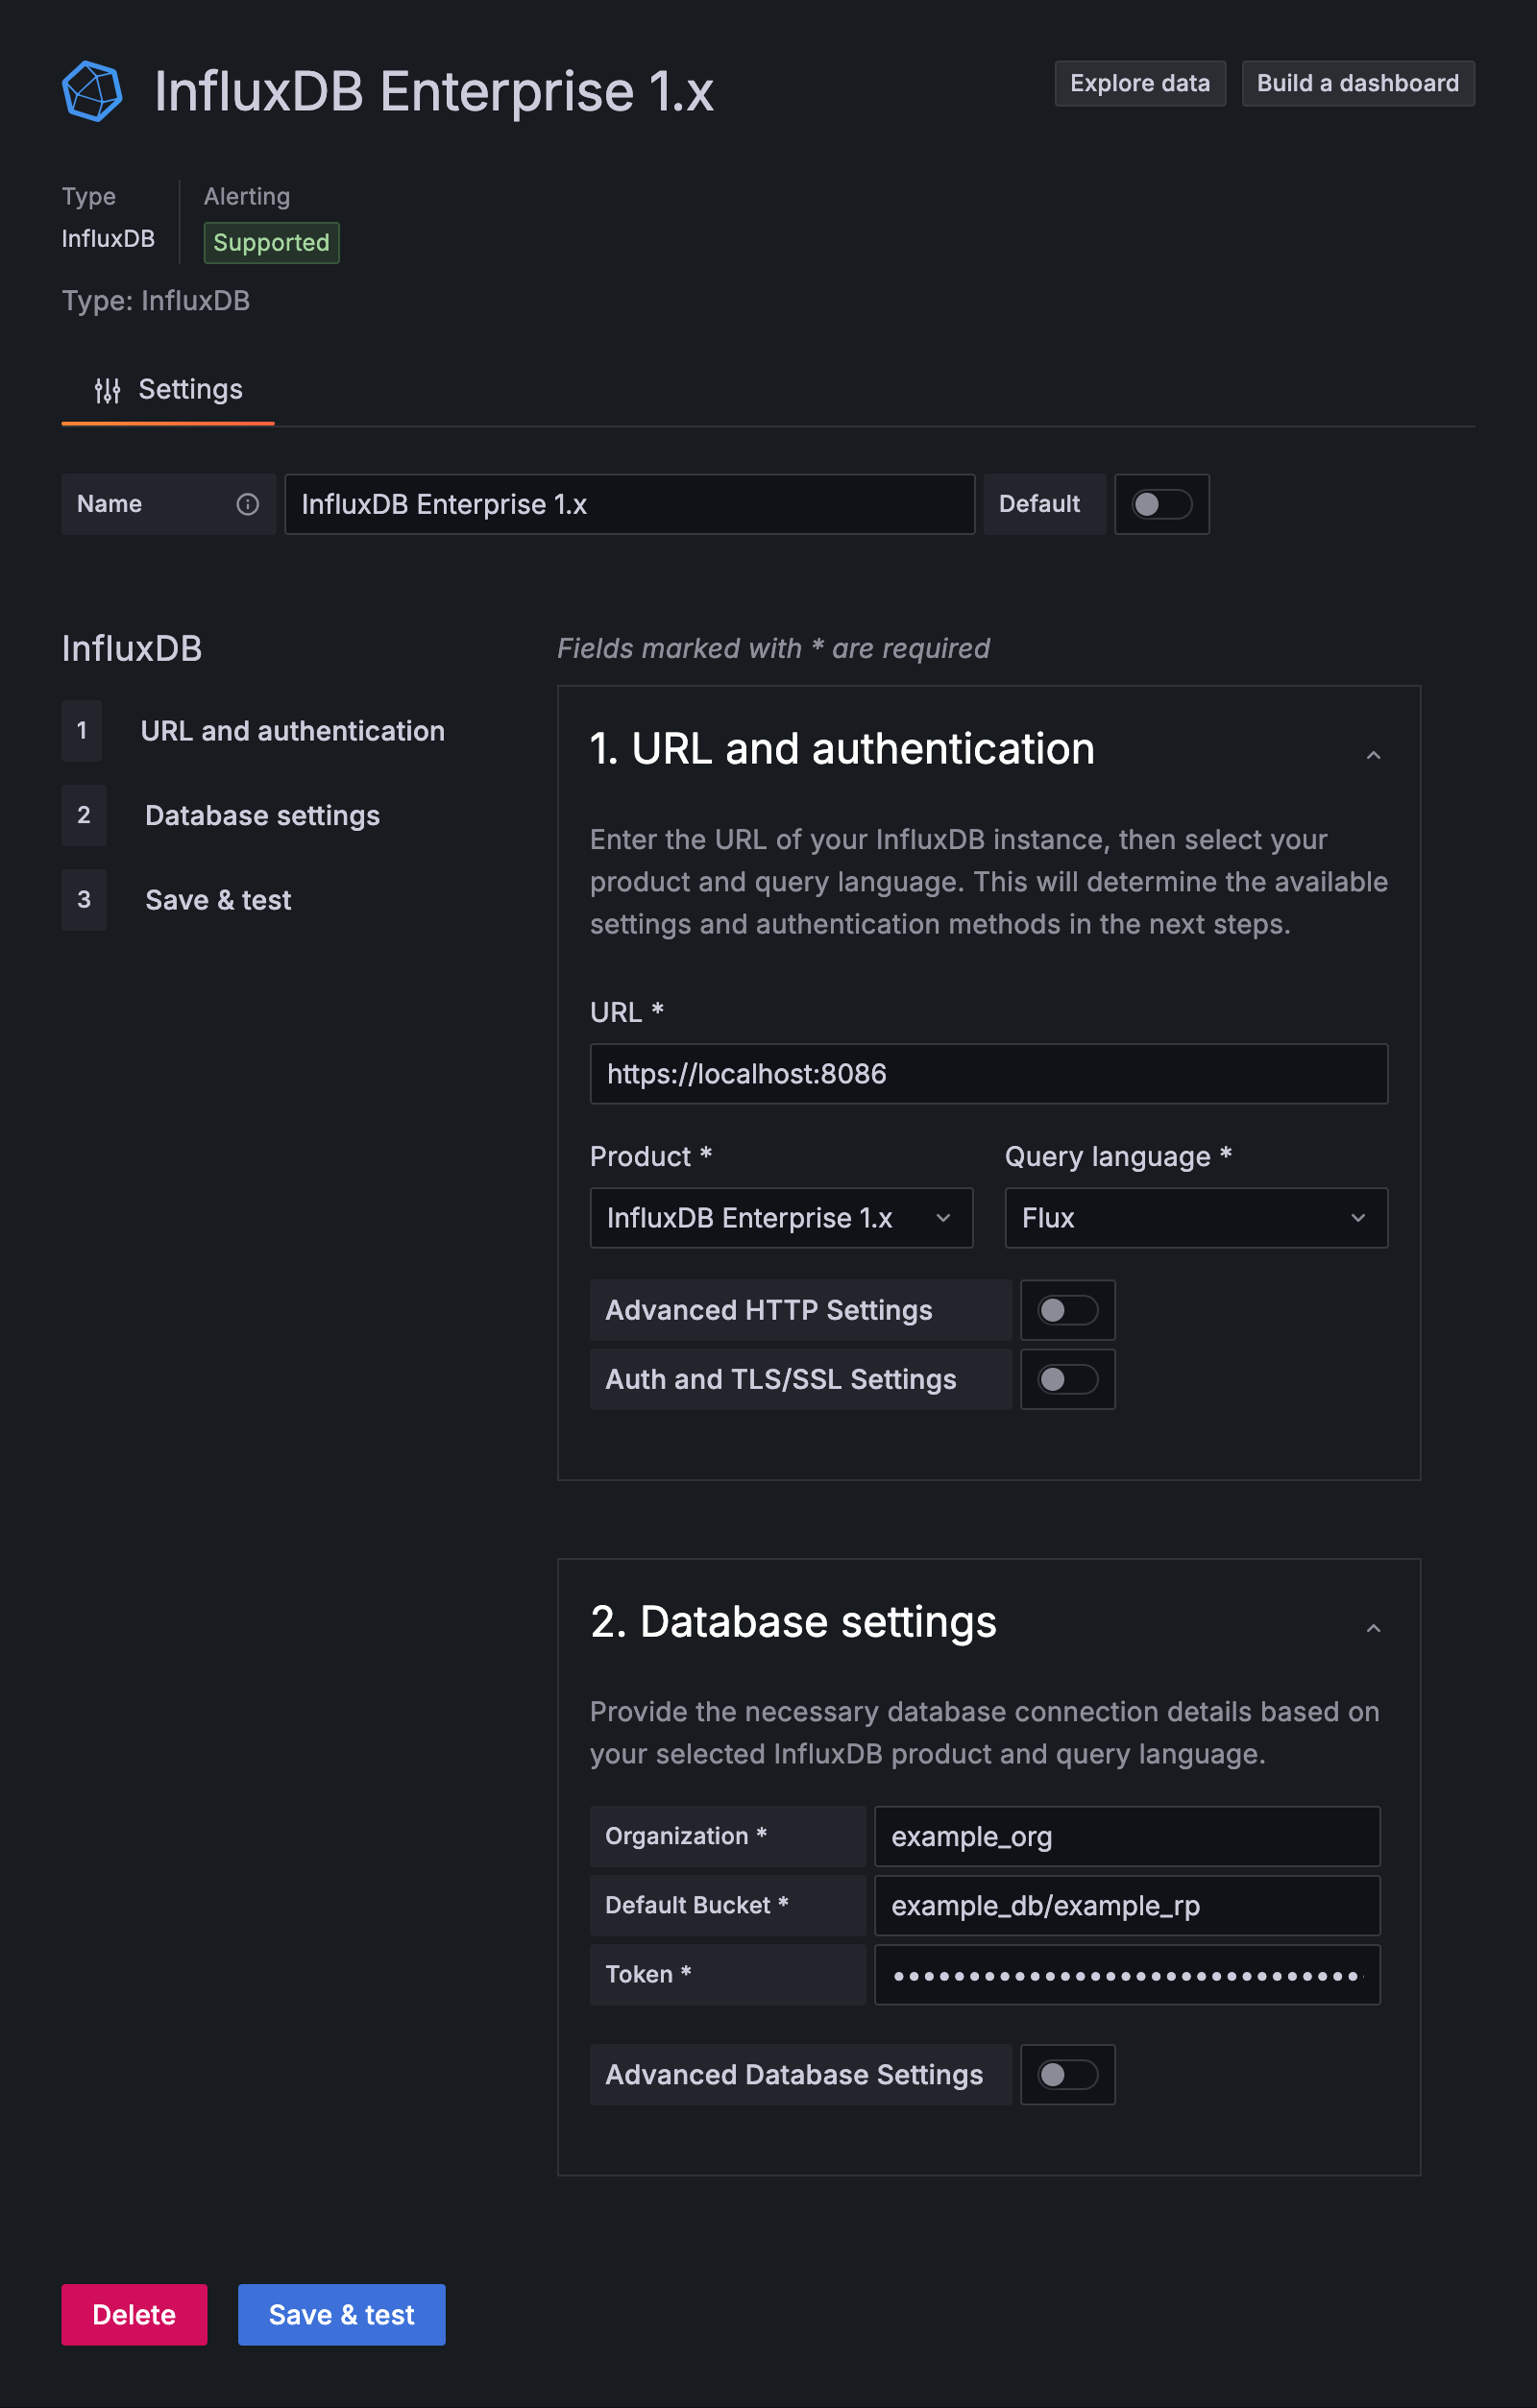 InfluxDB Enterprise 1.x
Explore data
Build a dashboard
Type
Alerting
InfluxDB
Supported
Type: InfluxDB
Settings
Name
InfluxDB Enterprise 1.x
Default
InfluxDB
1 URL and authentication
2 Database settings
3 Save & test
Fields marked with * are required
1. URL and authentication
Enter the URL of your InfluxDB instance, then select your
product and query language. This will determine the available
settings and authentication methods in the next steps.
URL *
https://localhost:8086
Product *
Query language *
InfluxDB Enterprise 1.x
Flux
Advanced HTTP Settings
Auth and TLS/SSL Settings
2. Database settings
Provide the necessary database connection details based on
your selected InfluxDB product and query language.
Organization *
example_org
Default Bucket *
example_db/example_rp
Token *
Advanced Database Settings
Delete
Save & test